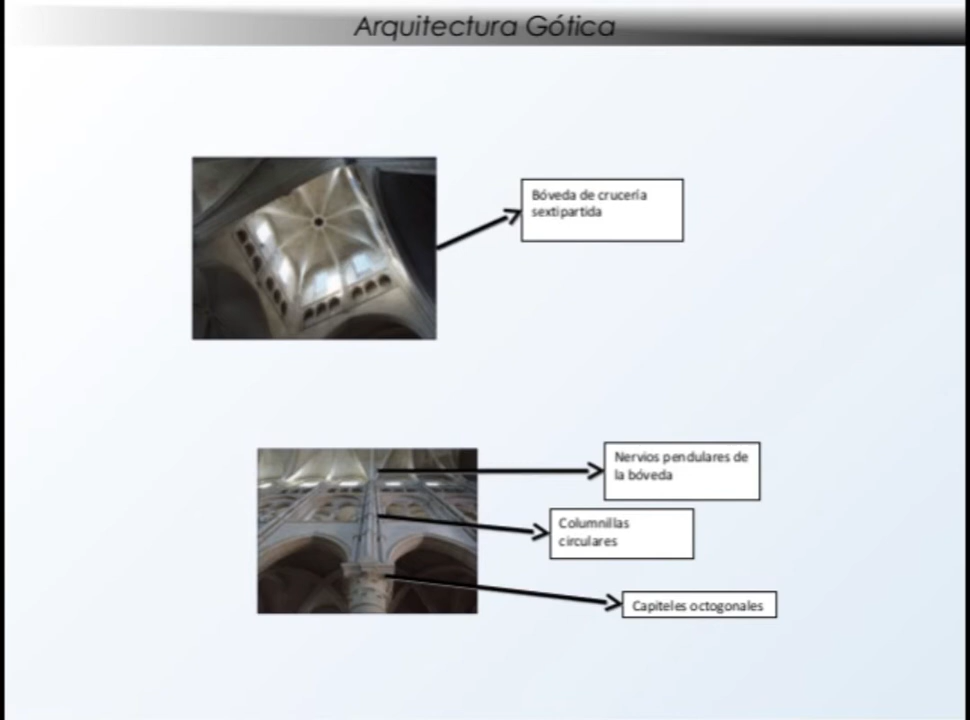 Arquitectura Gótica
Bóveda de crucería
sextipartida
Nervios pendulares de
la bóveda
Columnillas
circulares
Capiteles octogonales